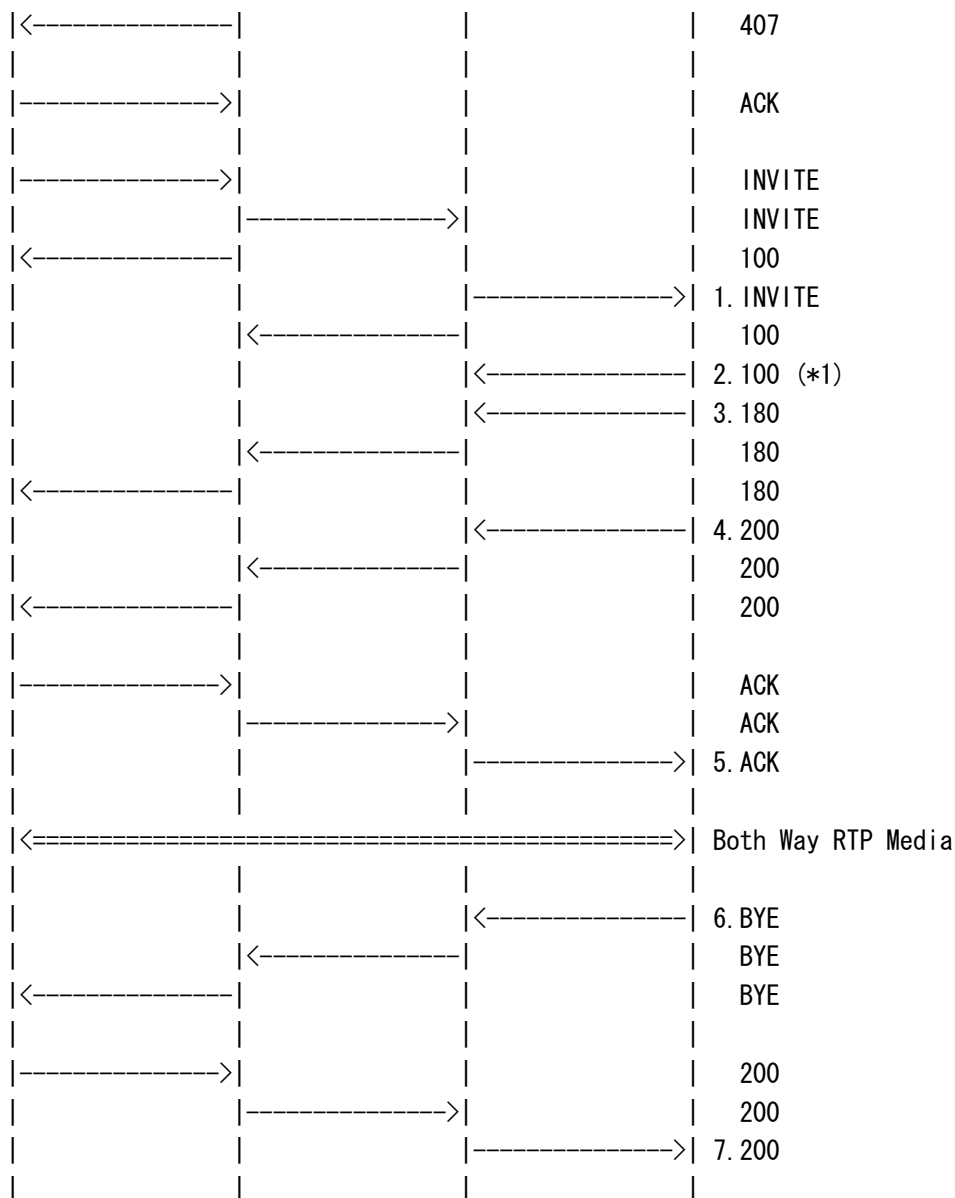 407
ACK
INVITE
INVITE
100
1. INVITE
100
2. 100 (*1)
3. 180
180
180
4. 200
200
200
ACK
ACK
5. ACK
Both Way RTP Media
6. BYE
BYE
BYE
200
200
7. 200